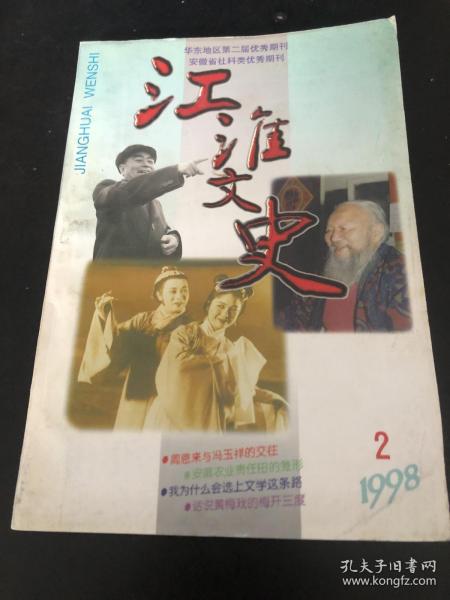 华东地区第二届优秀期刊
安徽省社科类优秀期刊
JIANGHUAI WENSHI
江淮文史
●周恩来与冯玉祥的交往
●安徽农业责任田的雏形
●我为什么会选上文学这条路
●话说黄梅戏的梅开三度
2
1998
孔夫子旧书网
www.kongfz.com